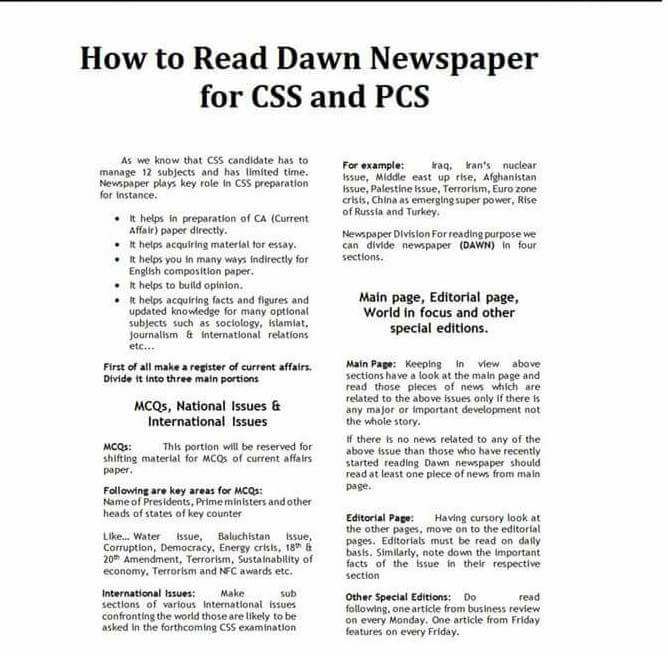 How to Read Dawn Newspaper
for CSS and PCS
As we know that CSS candidate has to
manage 12 subjects and has limited time.
Newspaper plays key role in CSS preparation
for instance.
• It helps in preparation of CA (Current
Affair) paper directly.
• It helps acquiring material for essay.
• It helps you in many ways indirectly for
English composition paper.
• It helps to build opinion.
• It helps acquiring facts and figures and
updated knowledge for many optional
subjects such as sociology, islamiat,
journalism & international relations
etc...
First of all make a register of current affairs.
Divide it into three main portions
MCQs, National Issues &
International Issues
MCQs: This portion will be reserved for
shifting material for MCQs of current affairs
paper.
Following are key areas for MCQs:
Name of Presidents, Prime ministers and other
heads of states of key counter
Like... Water Issue, Baluchistan Issue,
Corruption, Democracy, Energy crisis, 18th &
20th Amendment, Terrorism, Sustainability of
economy, Terrorism and NFC awards etc.
International Issues: Make sub
sections of various international issues
confronting the world those are likely to be
asked in the forthcoming CSS examination
For example: Iraq, Iran's nuclear
issue, Middle east up rise, Afghanistan
issue, Palestine issue, Terrorism, Euro zone
crisis, China as emerging super power, Rise
of Russia and Turkey.
Newspaper Division For reading purpose we
can divide newspaper (DAWN) in four
sections.
Main page, Editorial page,
World in focus and other
special editions.
Main Page: Keeping in view above
sections have a look at the main page and
read those pieces of news which are
related to the above issues only if there is
any major or important development not
the whole story.
If there is no news related to any of the
above issue than those who have recently
started reading Dawn newspaper should
read at least one piece of news from main
page.
Editorial Page: Having cursory look at
the other pages, move on to the editorial
pages. Editorials must be read on daily
basis. Similarly, note down the important
facts of the issue in their respective
section
Other Special Editions: Do read
following, one article from business review
on every Monday. One article from Friday
features on every Friday.